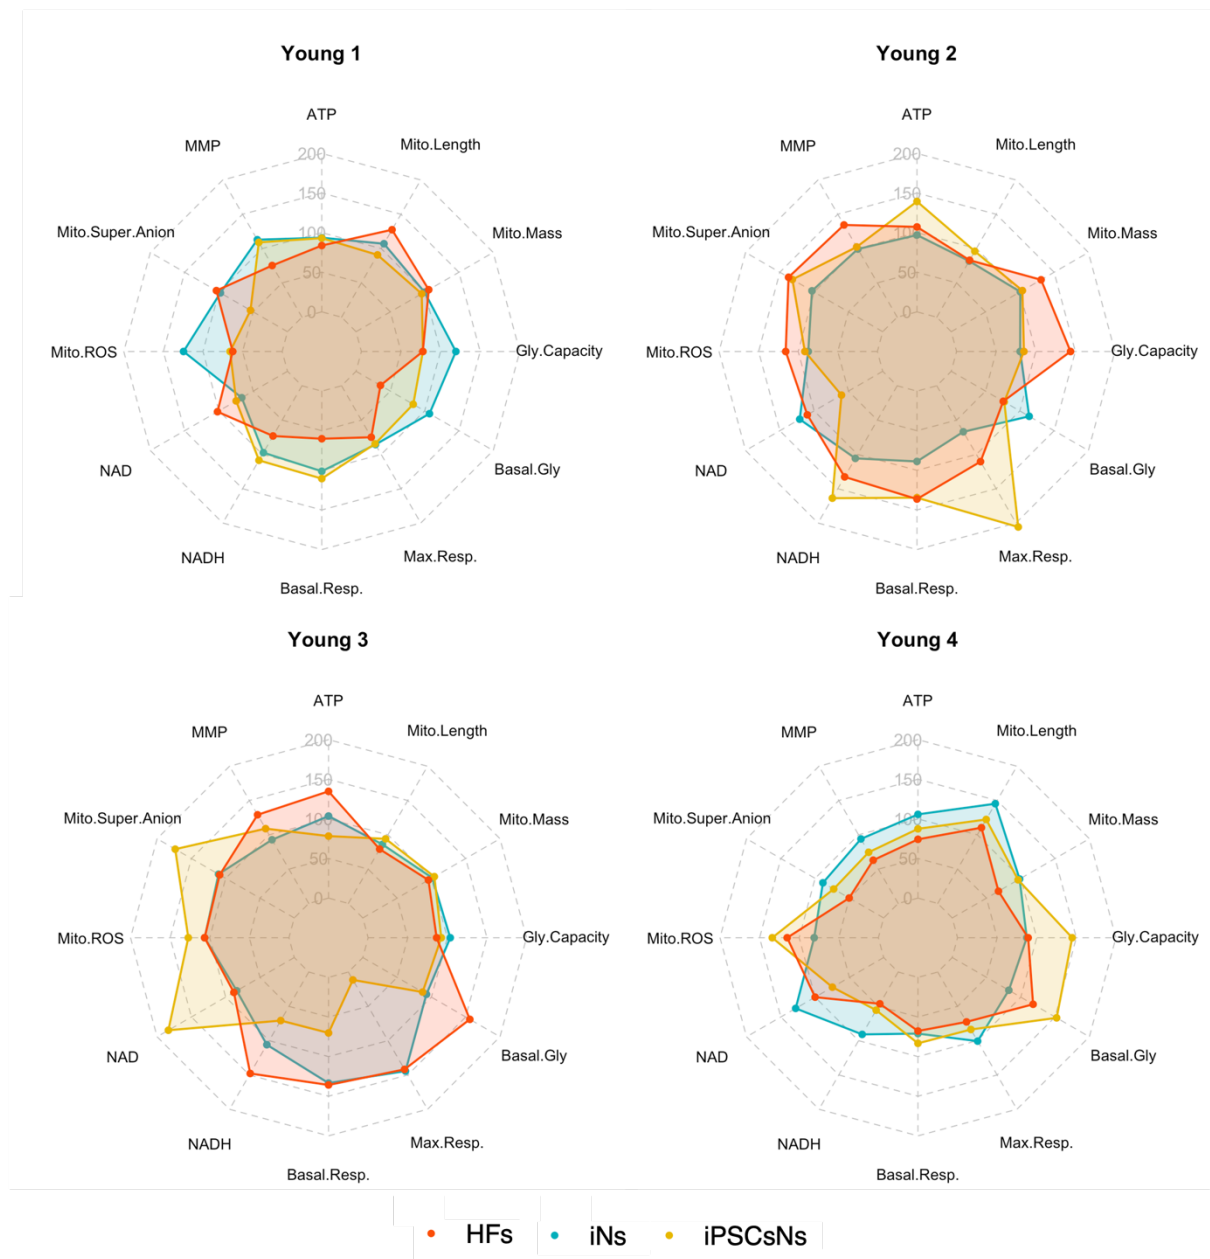 Young 1
ATP
MMP
Mito.Length
200
150
100
50
0
Mito.Super.Anion
Mito.Mass
Mito.ROS
Gly.Capacity
NAD
Basal.Gly
NADH
Max.Resp.
Basal.Resp.
Young 2
ATP
MMP
Mito.Length
200
150
100
50
0
Mito.Super.Anion
Mito.Mass
Mito.ROS
Gly.Capacity
NAD
Basal.Gly
NADH
Max.Resp.
Basal.Resp.
Young 3
ATP
MMP
Mito.Length
200
150
100
50
0
Mito.Super.Anion
Mito.Mass
Mito.ROS
Gly.Capacity
NAD
Basal.Gly
NADH
Max.Resp.
Basal.Resp.
Young 4
ATP
MMP
Mito.Length
200
150
100
50
0
Mito.Super.Anion
Mito.Mass
Mito.ROS
Gly.Capacity
NAD
Basal.Gly
NADH
Max.Resp.
Basal.Resp.
HFs iNs iPSCsNs